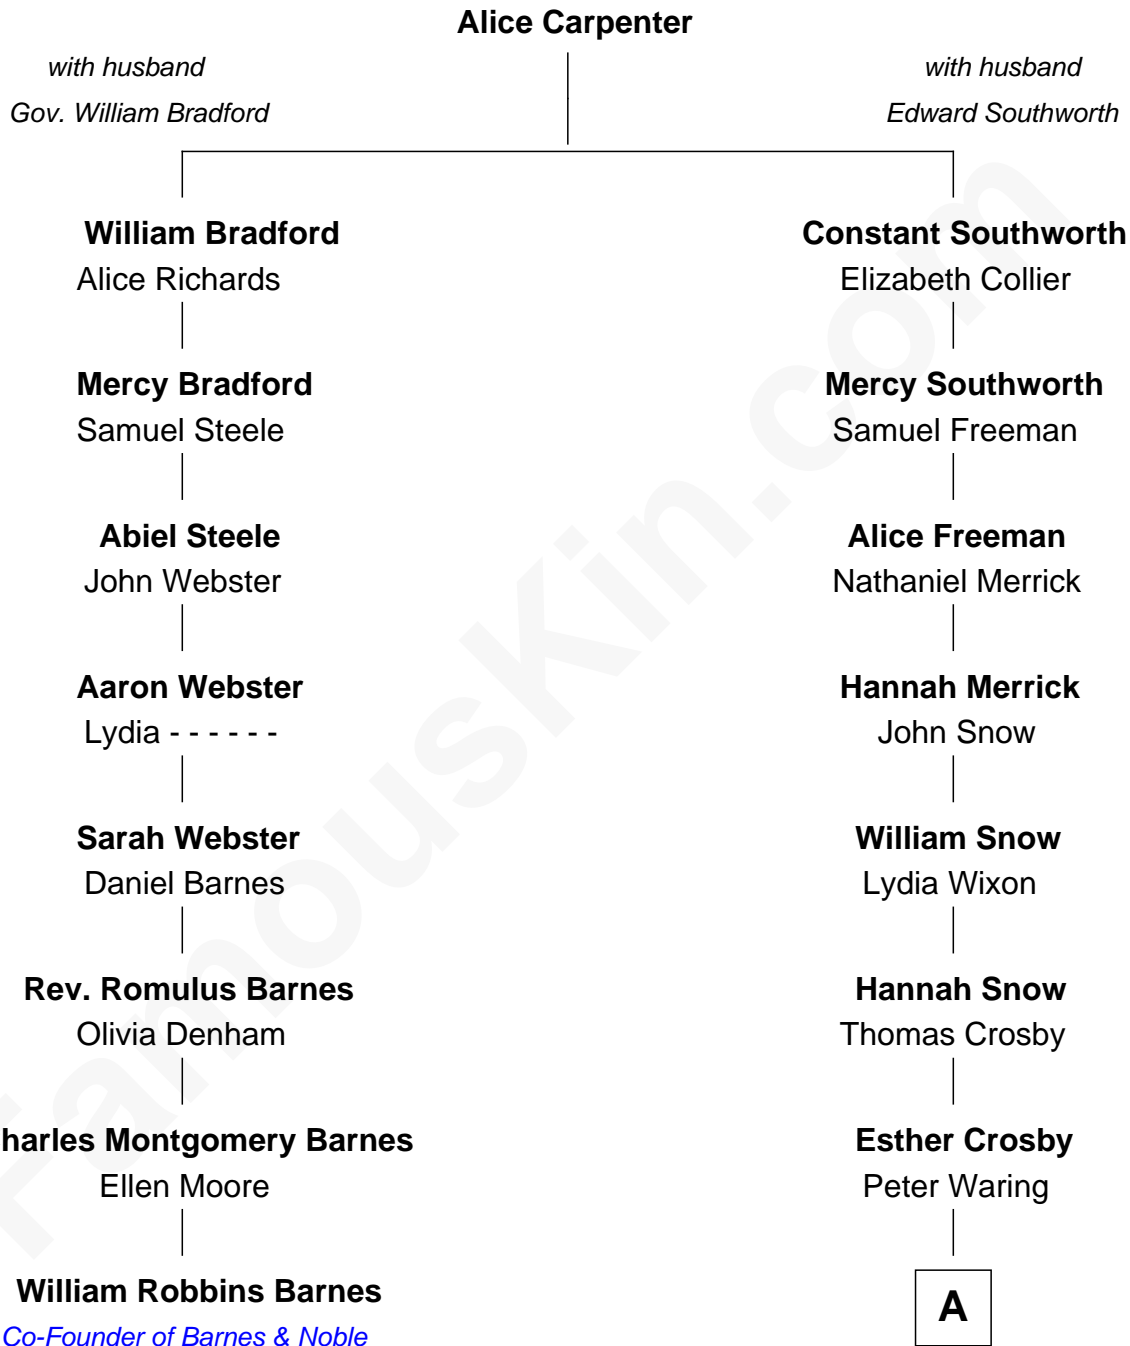 Alice Carpenter
with husband
Gov. William Bradford
with husband
Edward Southworth
William Bradford
Alice Richards
Constant Southworth
Elizabeth Collier
Mercy Bradford
Samuel Steele
Mercy Southworth
Samuel Freeman
Abiel Steele
John Webster
Alice Freeman
Nathaniel Merrick
Aaron Webster
Lydia - - - - - -
Hannah Merrick
John Snow
Sarah Webster
Daniel Barnes
William Snow
Lydia Wixon
Rev. Romulus Barnes
Olivia Denham
Hannah Snow
Thomas Crosby
harles Montgomery Barnes
Ellen Moore
Esther Crosby
Peter Waring
William Robbins Barnes
Co-Founder of Barnes & Noble
A
FamousKin.com